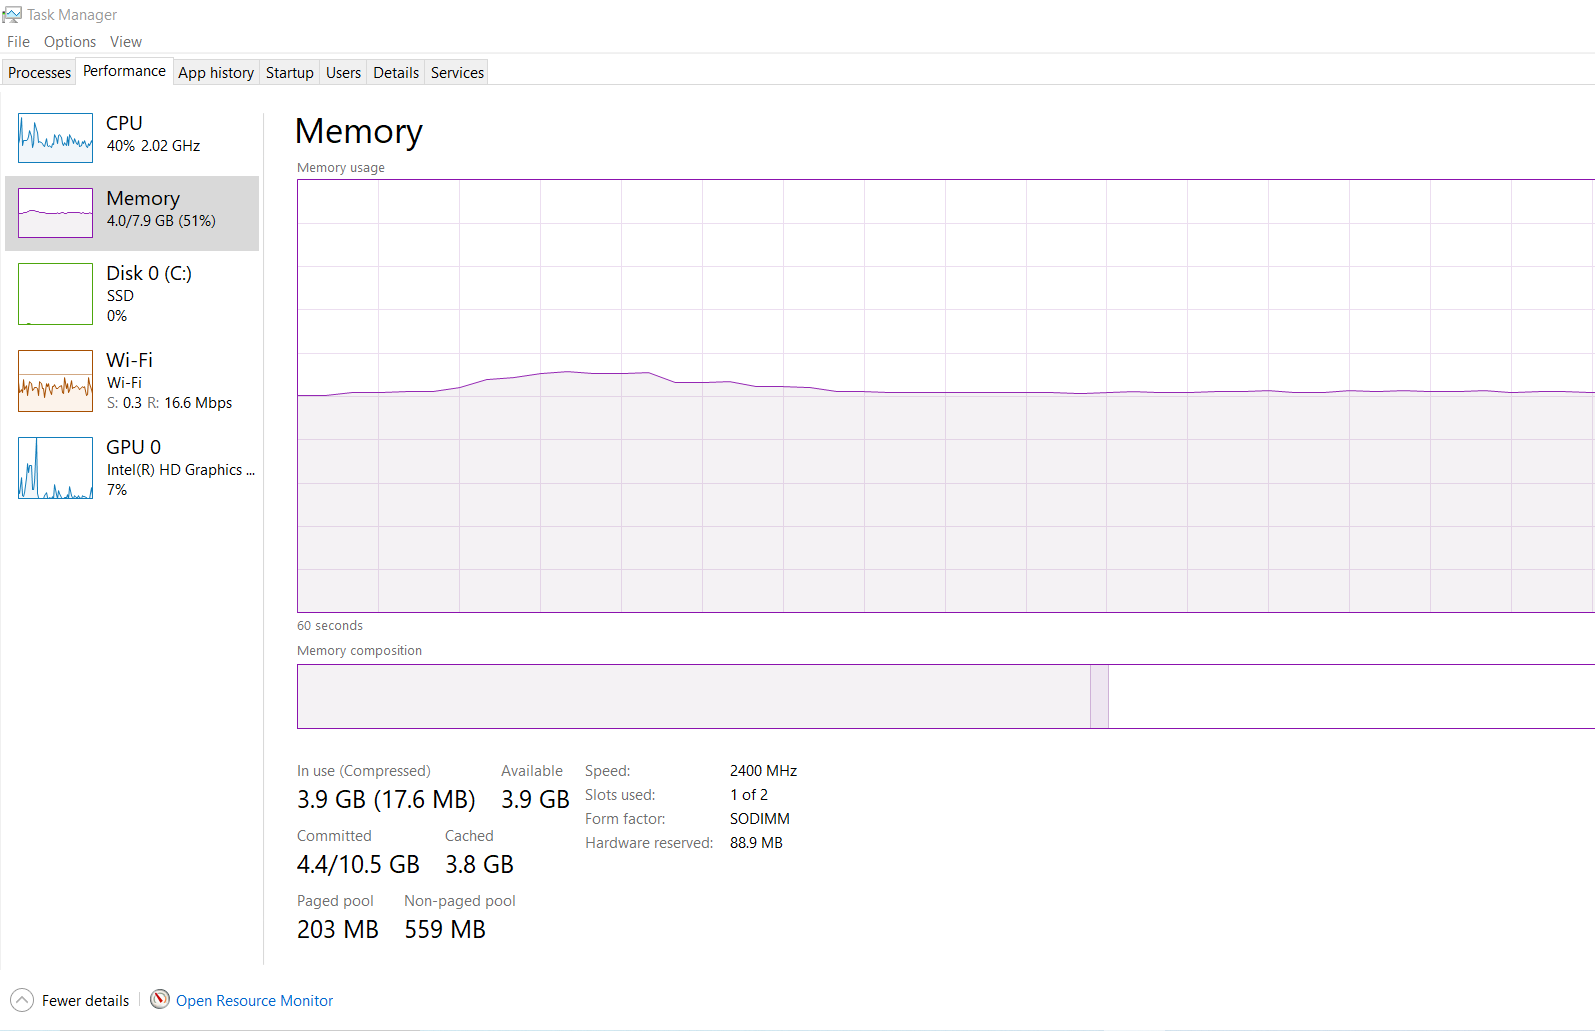 Task Manager
File Options View
Processes Performance App history Startup Users Details Services
CPU
40% 2.02 GHz
Memory
4.0/7.9 GB (51%)
Disk 0 (C:)
SSD
0%
Wi-Fi
Wi-Fi
S: 0.3 R: 16.6 Mbps
GPU 0
Intel(R) HD Graphics ...
7%
Memory
Memory usage
60 seconds
Memory composition
In use (Compressed) Available
3.9 GB (17.6 MB) 3.9 GB
Committed Cached
4.4/10.5 GB 3.8 GB
Paged pool Non-paged pool
203 MB 559 MB
Speed: 2400 MHz
Slots used: 1 of 2
Form factor: SODIMM
Hardware reserved: 88.9 MB
Fewer details Open Resource Monitor